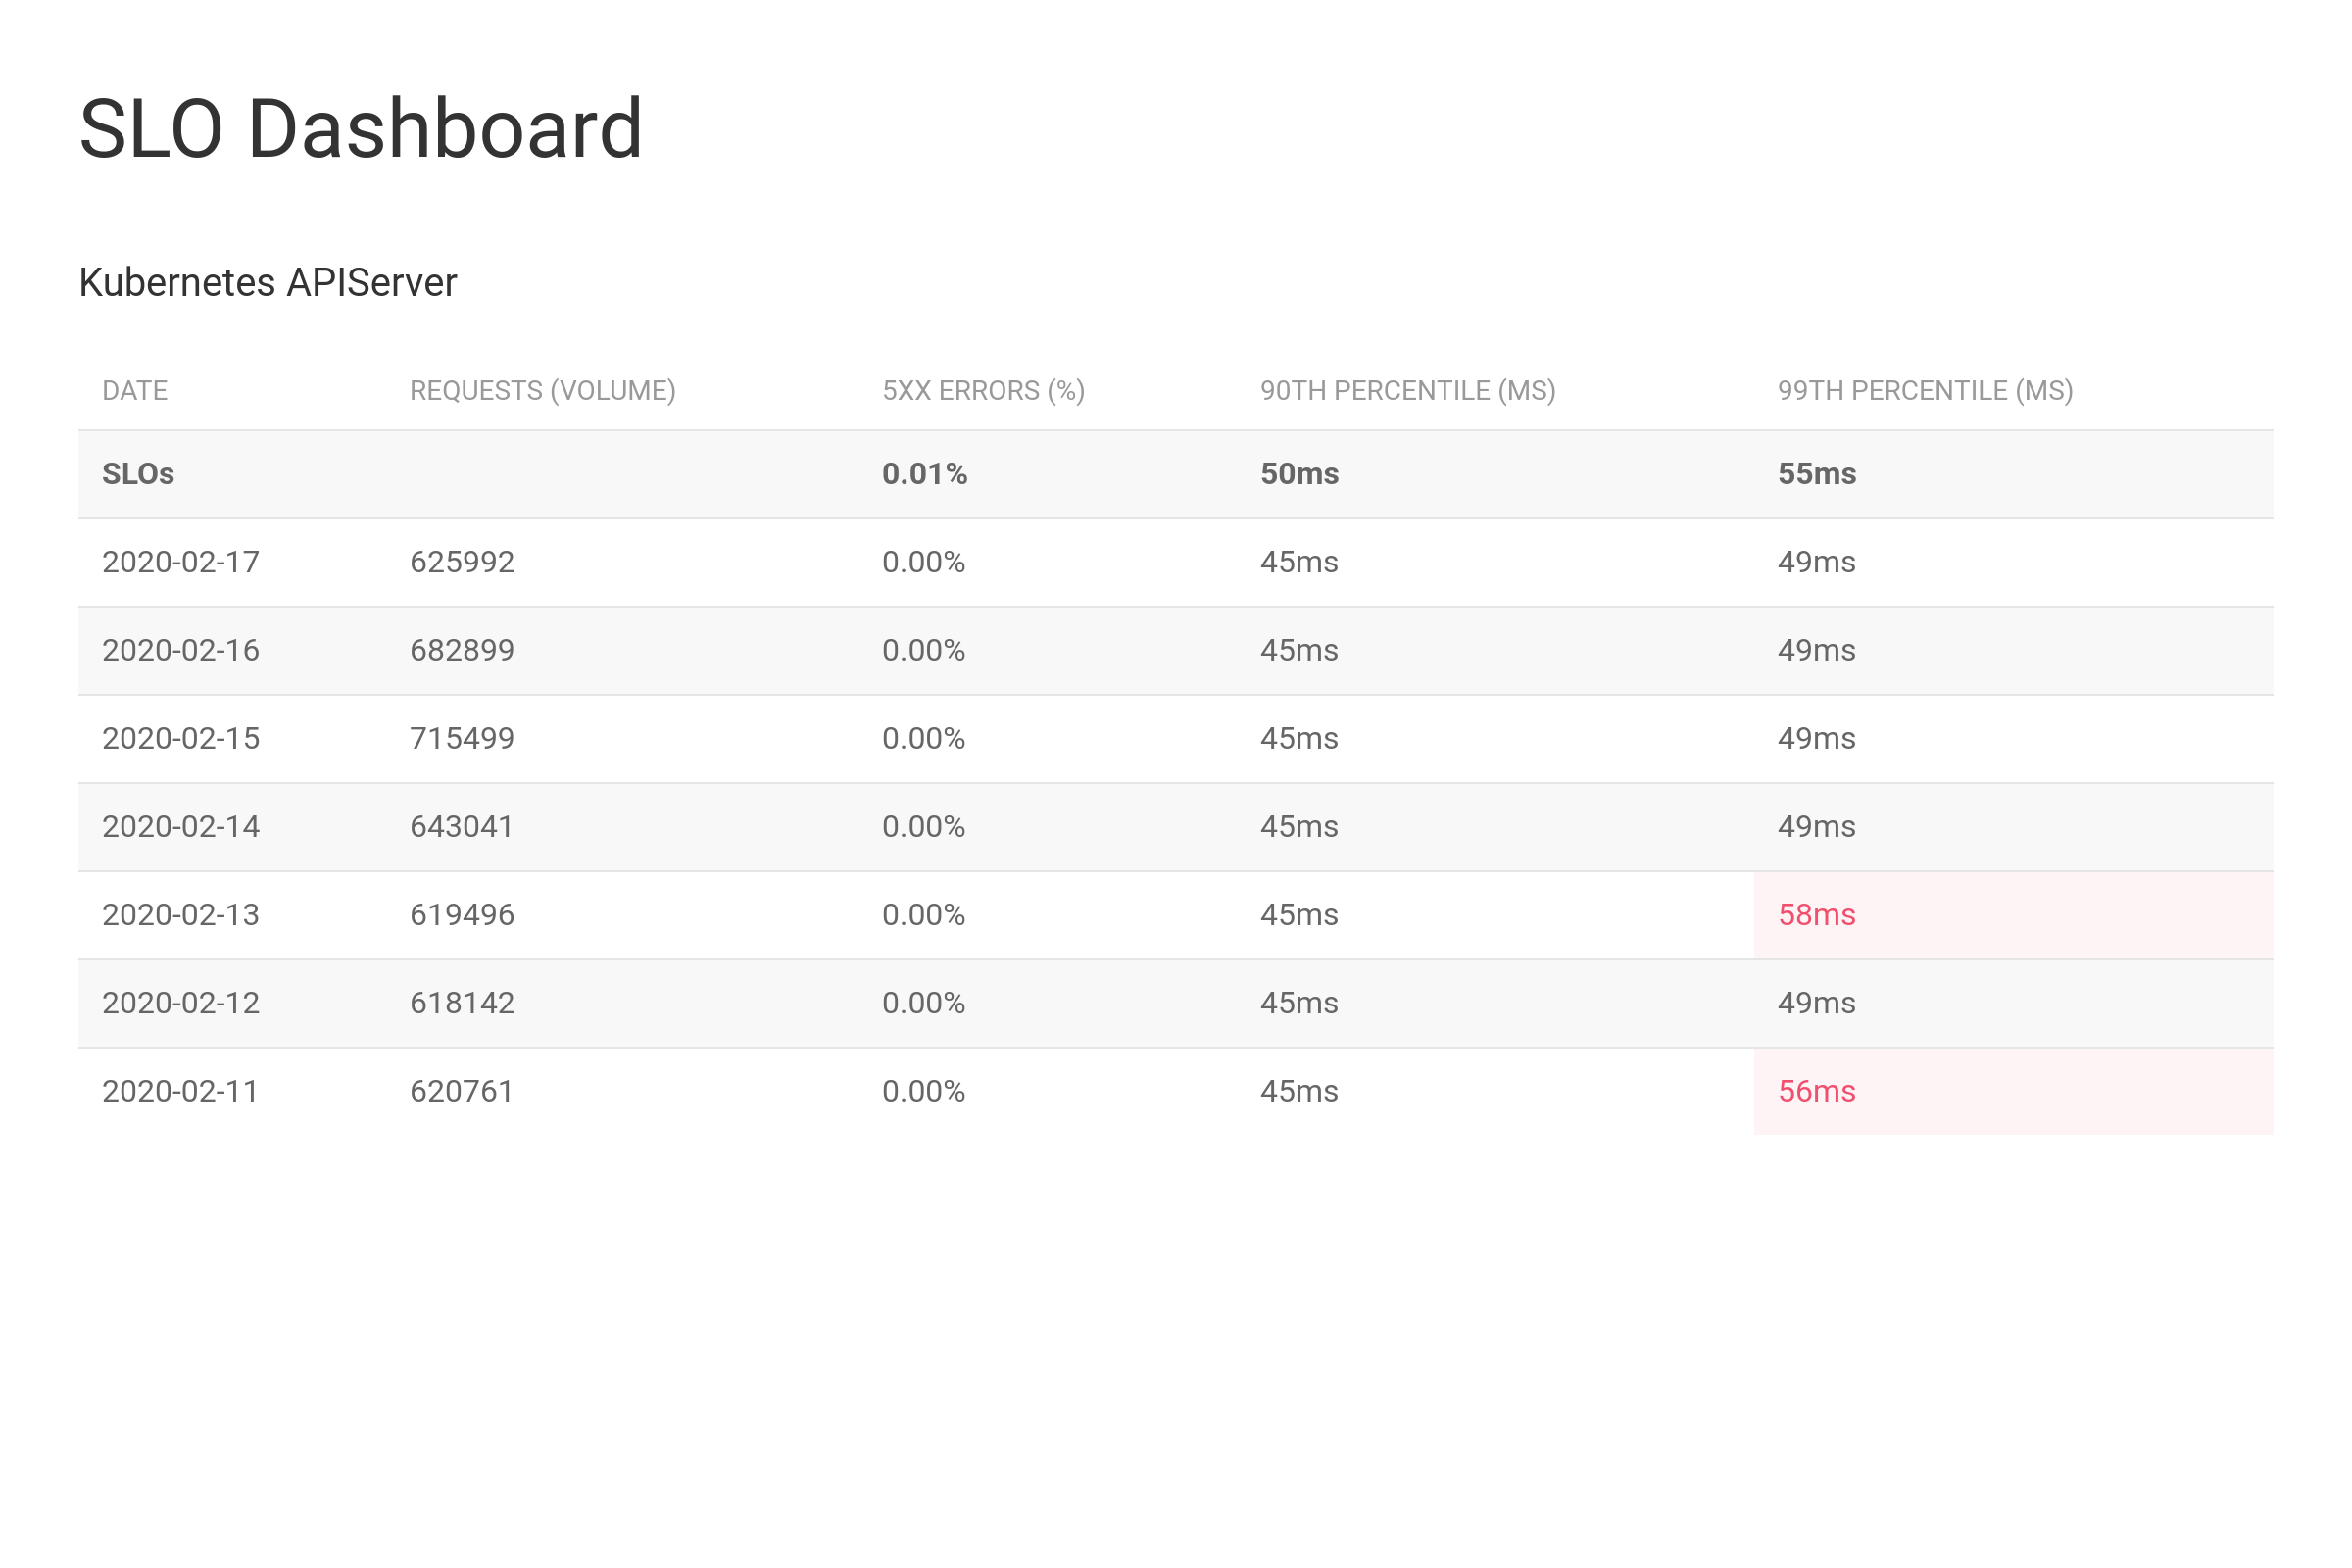 SLO Dashboard
Kubernetes APIServer
DATE REQUESTS (VOLUME) 5XX ERRORS (%) 90TH PERCENTILE (MS) 99TH PERCENTILE (MS)
SLOs 0.01% 50ms 55ms
2020-02-17 625992 0.00% 45ms 49ms
2020-02-16 682899 0.00% 45ms 49ms
2020-02-15 715499 0.00% 45ms 49ms
2020-02-14 643041 0.00% 45ms 49ms
2020-02-13 619496 0.00% 45ms 58ms
2020-02-12 618142 0.00% 45ms 49ms
2020-02-11 620761 0.00% 45ms 56ms